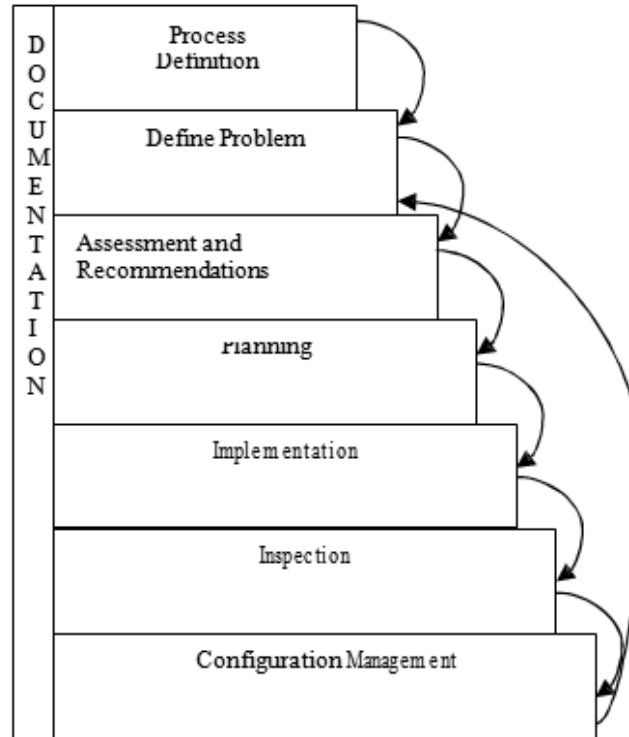 DOCUMENTATION
Process
Definition
Define Problem
Assessment and
Recommendations
Planning
Implementation
Inspection
Configuration Management